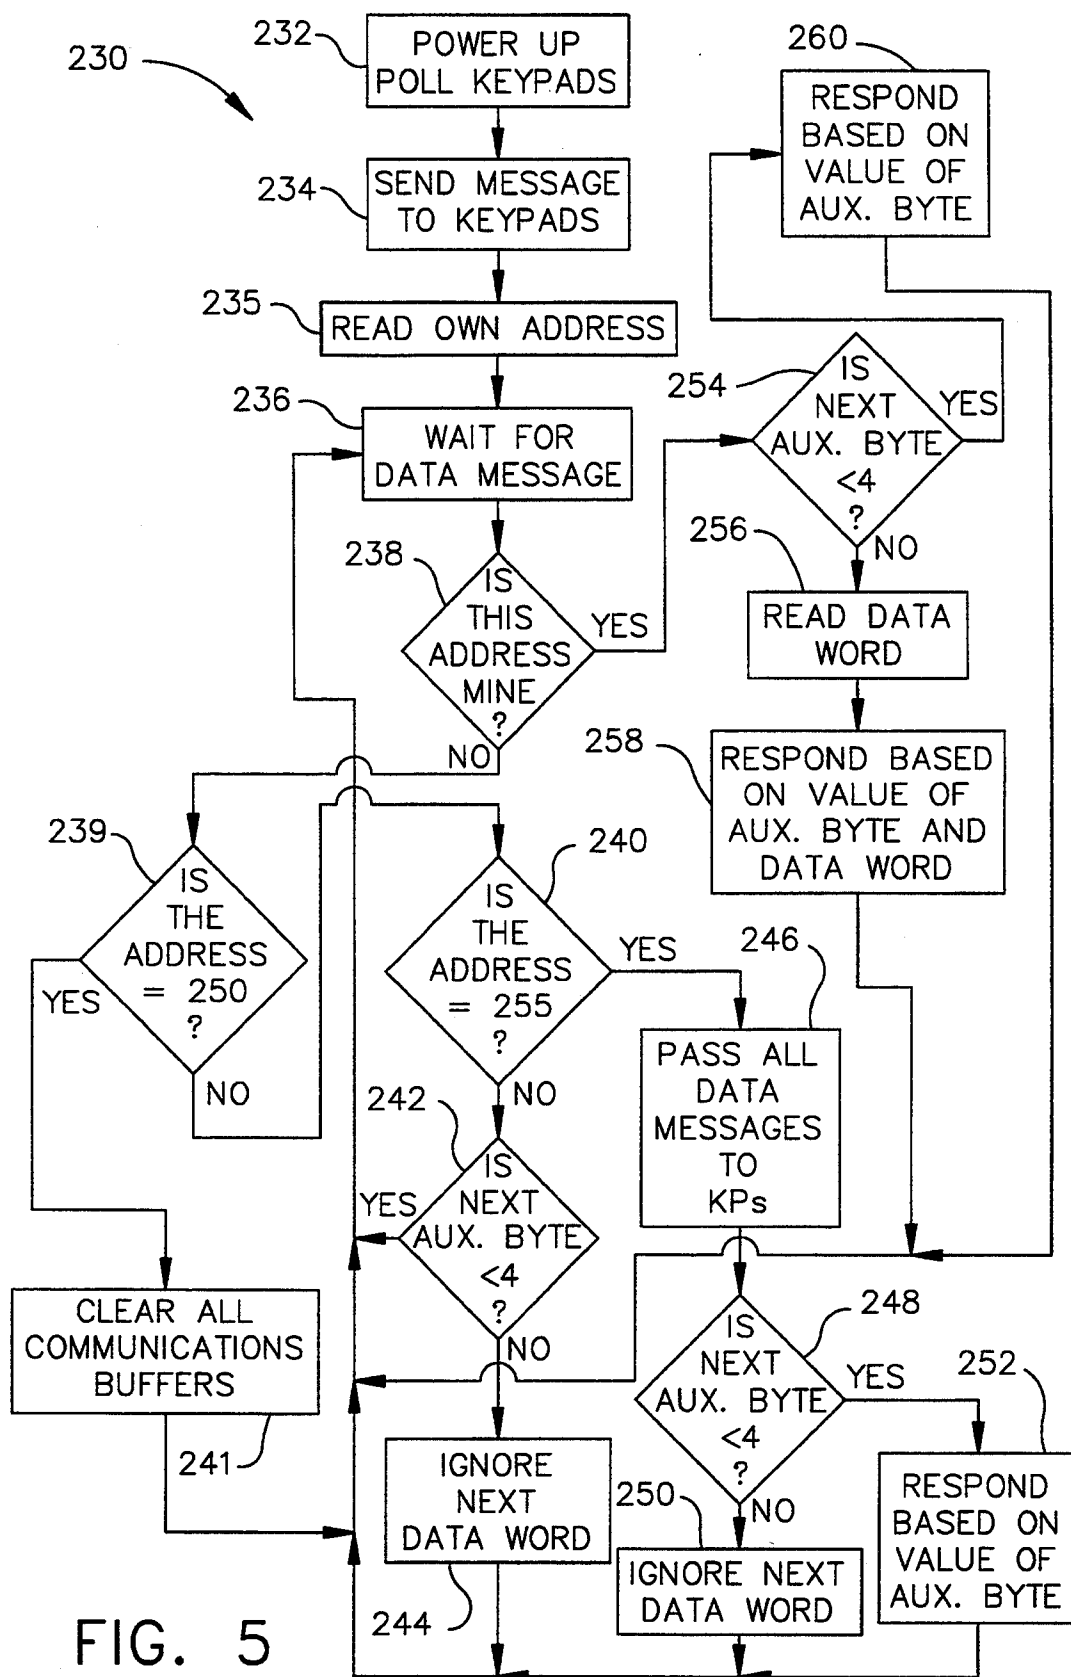 230
232
POWER UP
POLL KEYPADS
234
SEND MESSAGE
TO KEYPADS
235
READ OWN ADDRESS
236
WAIT FOR
DATA MESSAGE
238
IS
THIS
ADDRESS
MINE
?
YES
NO
260
RESPOND
BASED ON
VALUE OF
AUX. BYTE
254
IS
NEXT
AUX. BYTE
<4
?
YES
NO
256
READ DATA
WORD
258
RESPOND BASED
ON VALUE OF
AUX. BYTE AND
DATA WORD
239
IS
THE
ADDRESS
= 250
?
YES
NO
240
IS
THE
ADDRESS
= 255
?
YES
NO
246
PASS ALL
DATA
MESSAGES
TO
KPs
242
IS
NEXT
AUX. BYTE
<4
?
YES
NO
CLEAR ALL
COMMUNICATIONS
BUFFERS
241
248
IS
NEXT
AUX. BYTE
<4
?
YES
NO
252
RESPOND
BASED ON
VALUE OF
AUX. BYTE
IGNORE
NEXT
DATA WORD
244
250
IGNORE NEXT
DATA WORD
FIG. 5